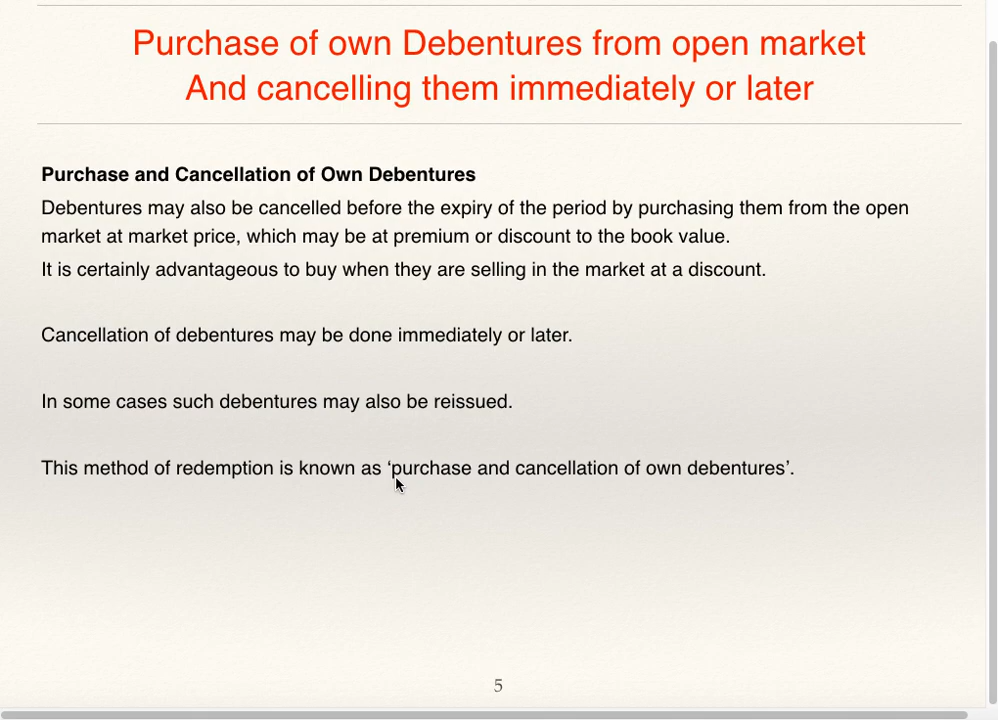 Purchase of own Debentures from open market
And cancelling them immediately or later
Purchase and Cancellation of Own Debentures
Debentures may also be cancelled before the expiry of the period by purchasing them from the open
market at market price, which may be at premium or discount to the book value.
It is certainly advantageous to buy when they are selling in the market at a discount.
Cancellation of debentures may be done immediately or later.
In some cases such debentures may also be reissued.
This method of redemption is known as ‘purchase and cancellation of own debentures’.
5